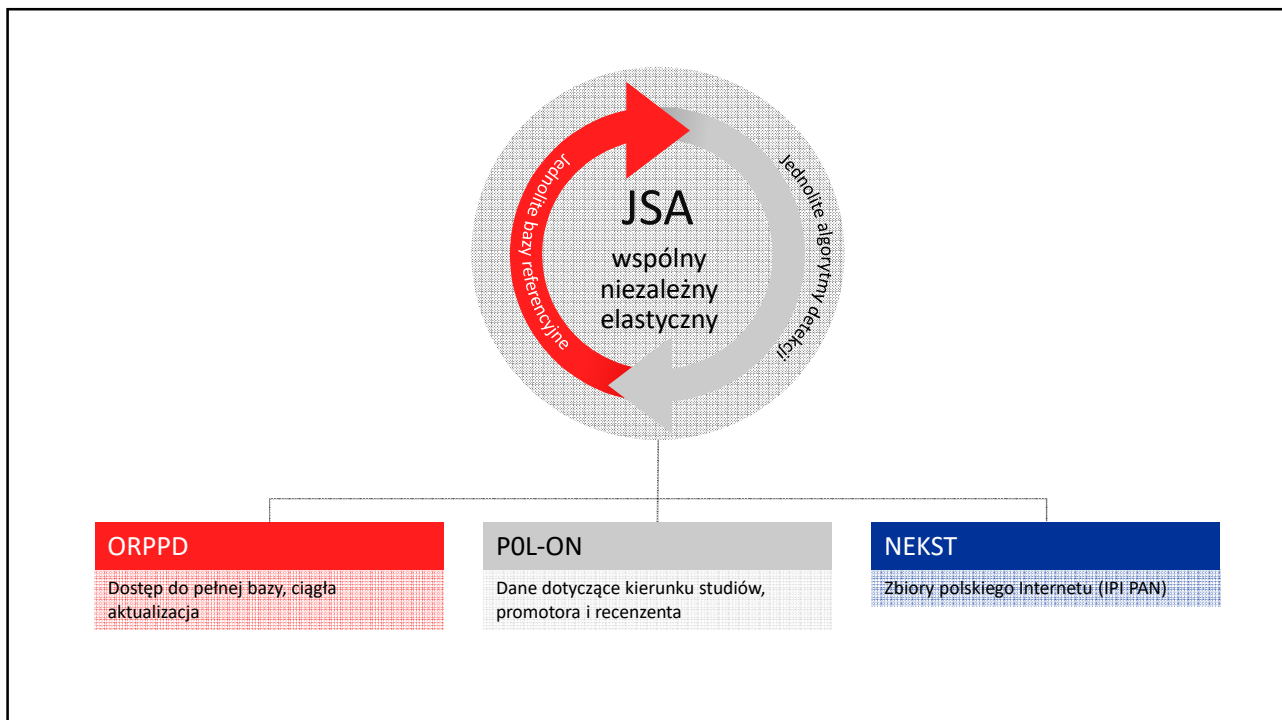 Jednolite bazy referencyjne
Jednolite algorytmy detekcji
JSA
wspólny
niezależny
elastyczny
ORPPD
Dostęp do pełnej bazy, ciągła
aktualizacja
P0L-ON
Dane dotyczące kierunku studiów,
promotora i recenzenta
NEKST
Zbiory polskiego Internetu (IPI PAN)